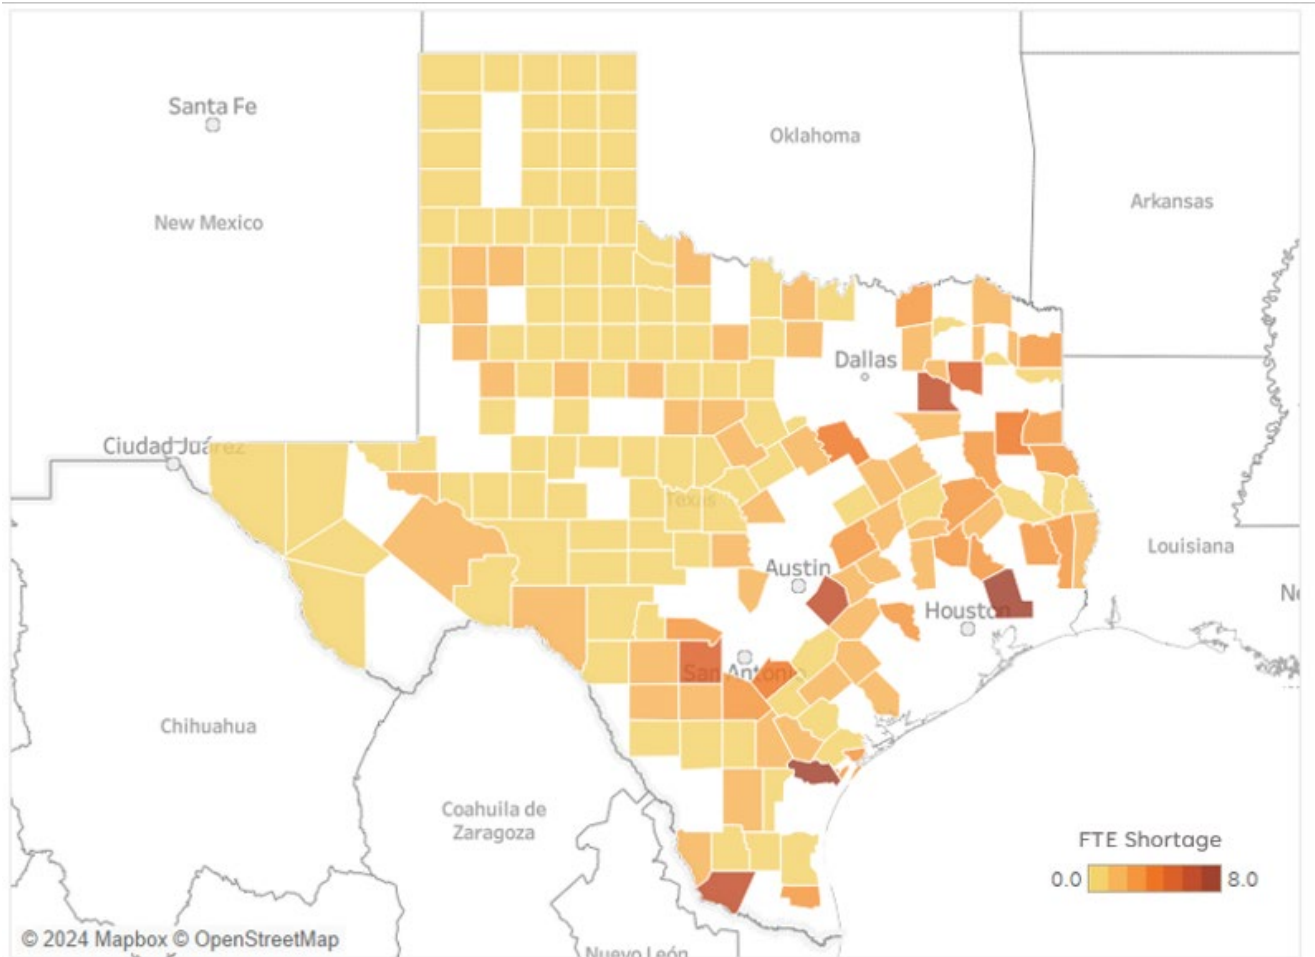 Santa Fe
Oklahoma
Arkansas
New Mexico
Dallas
Ciudad Juárez
Texas
Louisiana
Austin
Ne
Houston
San Antonio
Chihuahua
Coahuila de
Zaragoza
FTE Shortage
0.0
8.0
© 2024 Mapbox © OpenStreetMap
Nuevo León